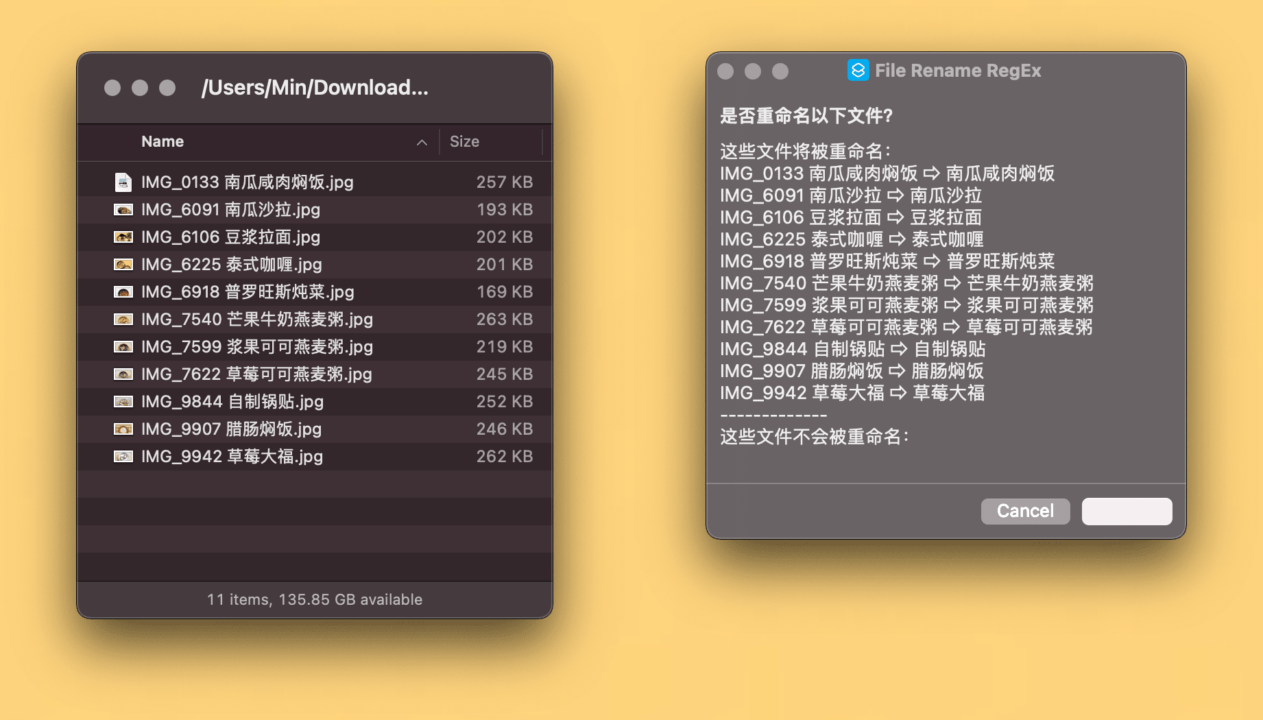 /Users/Min/Download...
Name Size
IMG_0133 南瓜咸肉焖饭.jpg 257 KB
IMG_6091 南瓜沙拉.jpg 193 KB
IMG_6106 豆浆拉面.jpg 202 KB
IMG_6225 泰式咖喱.jpg 201 KB
IMG_6918 普罗旺斯炖菜.jpg 169 KB
IMG_7540 芒果牛奶燕麦粥.jpg 263 KB
IMG_7599 浆果可可燕麦粥.jpg 219 KB
IMG_7622 草莓可可燕麦粥.jpg 245 KB
IMG_9844 自制锅贴.jpg 252 KB
IMG_9907 腊肠焖饭.jpg 246 KB
IMG_9942 草莓大福.jpg 262 KB
11 items, 135.85 GB available
File Rename RegEx
是否重命名以下文件?
这些文件将被重命名：
IMG_0133 南瓜咸肉焖饭 ⇨ 南瓜咸肉焖饭
IMG_6091 南瓜沙拉 ⇨ 南瓜沙拉
IMG_6106 豆浆拉面 ⇨ 豆浆拉面
IMG_6225 泰式咖喱 ⇨ 泰式咖喱
IMG_6918 普罗旺斯炖菜 ⇨ 普罗旺斯炖菜
IMG_7540 芒果牛奶燕麦粥 ⇨ 芒果牛奶燕麦粥
IMG_7599 浆果可可燕麦粥 ⇨ 浆果可可燕麦粥
IMG_7622 草莓可可燕麦粥 ⇨ 草莓可可燕麦粥
IMG_9844 自制锅贴 ⇨ 自制锅贴
IMG_9907 腊肠焖饭 ⇨ 腊肠焖饭
IMG_9942 草莓大福 ⇨ 草莓大福
-------------
这些文件不会被重命名：
Cancel